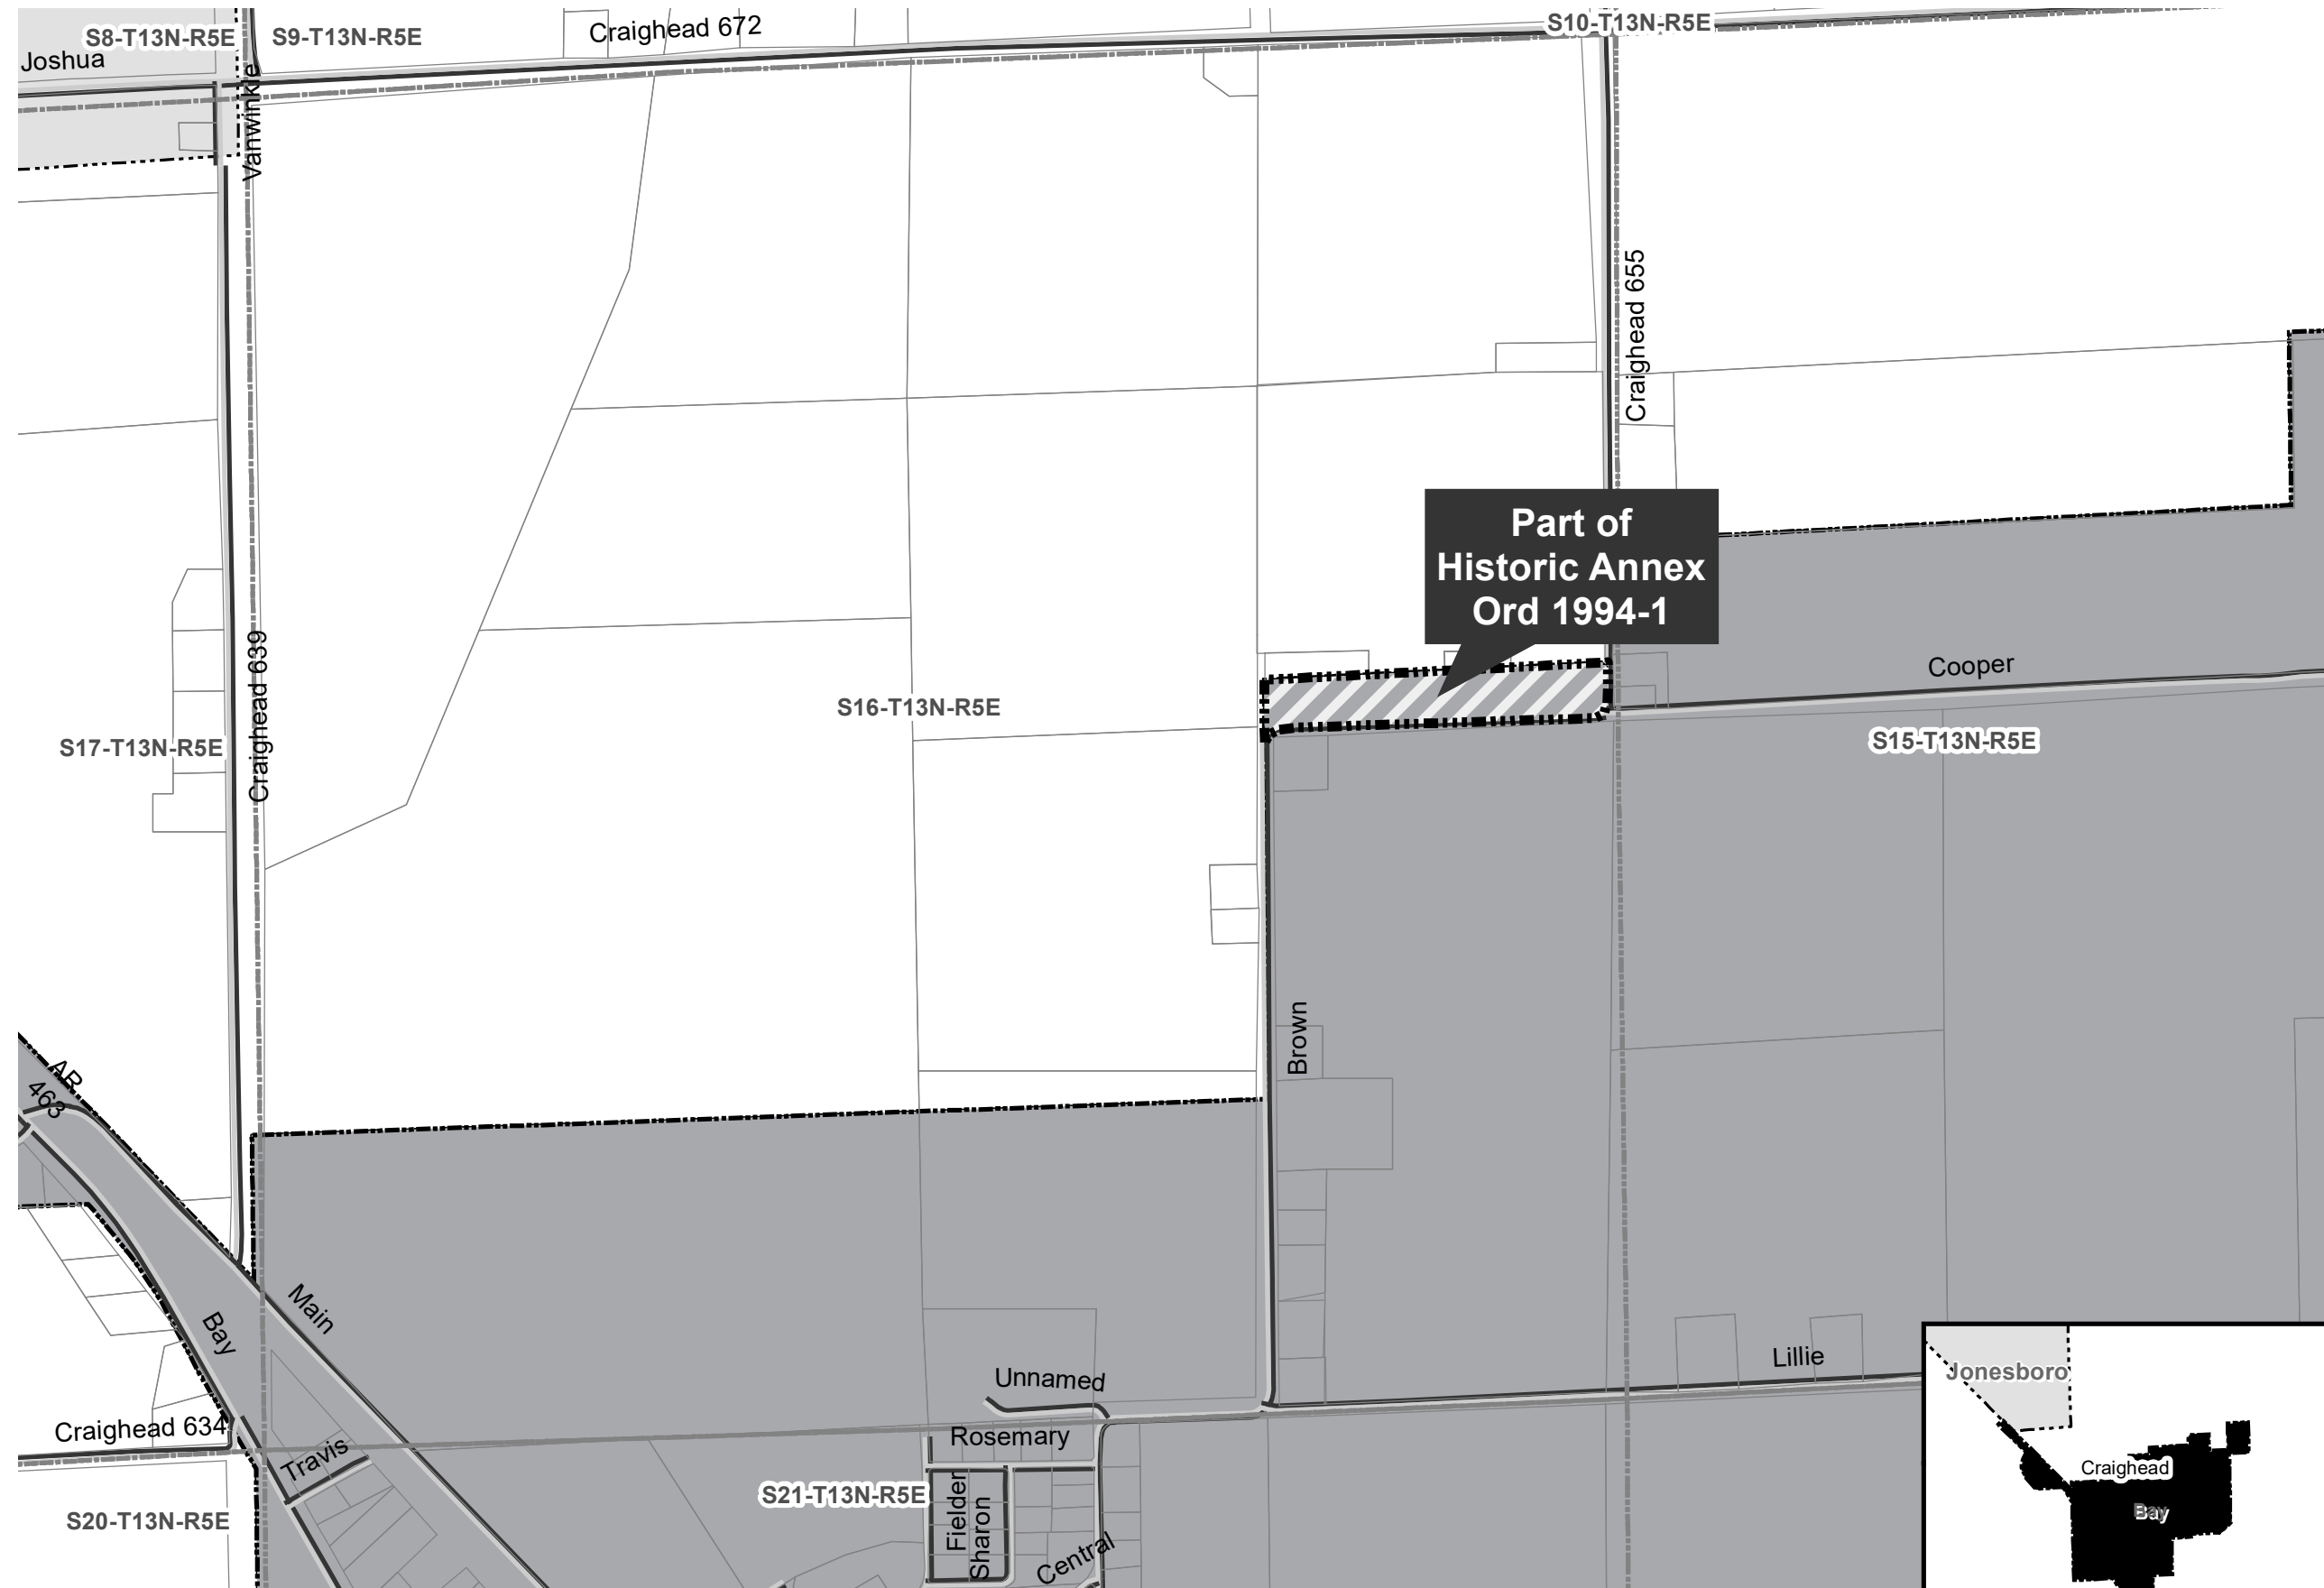 S8-T13N-R5E
S9-T13N-R5E
Craighead 672
S10-T13N-R5E
Joshua
Vanwinkle
Craighead 655
Part of
Historic Annex
Ord 1994-1
Craighead 639
Cooper
S16-T13N-R5E
S17-T13N-R5E
S15-T13N-R5E
Brown
AR
463
Main
Bay
Unnamed
Lillie
Jonesboro
Craighead 634
Rosemary
Travis
Craighead
S21-T13N-R5E
Fielder
Sharon
Bay
S20-T13N-R5E
Central